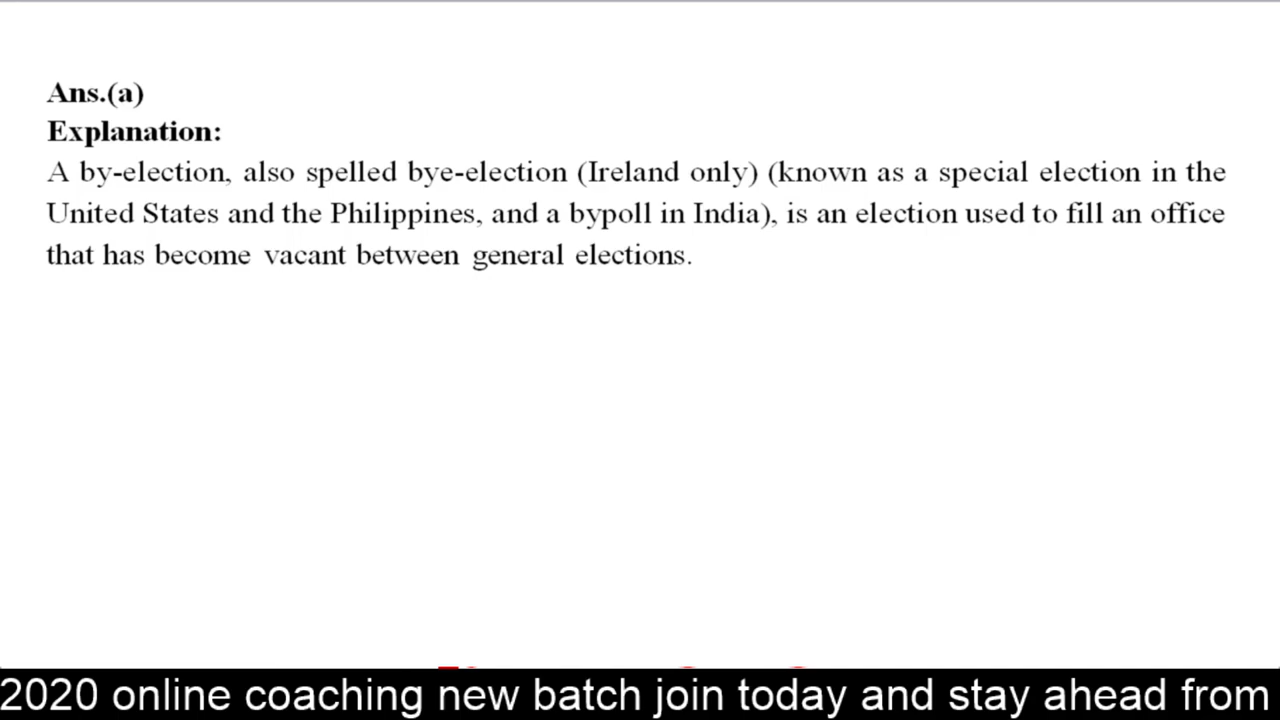 Ans.(a)
Explanation:
A by-election, also spelled bye-election (Ireland only) (known as a special election in the
United States and the Philippines, and a bypoll in India), is an election used to fill an office
that has become vacant between general elections.
2020 online coaching new batch join today and stay ahead from